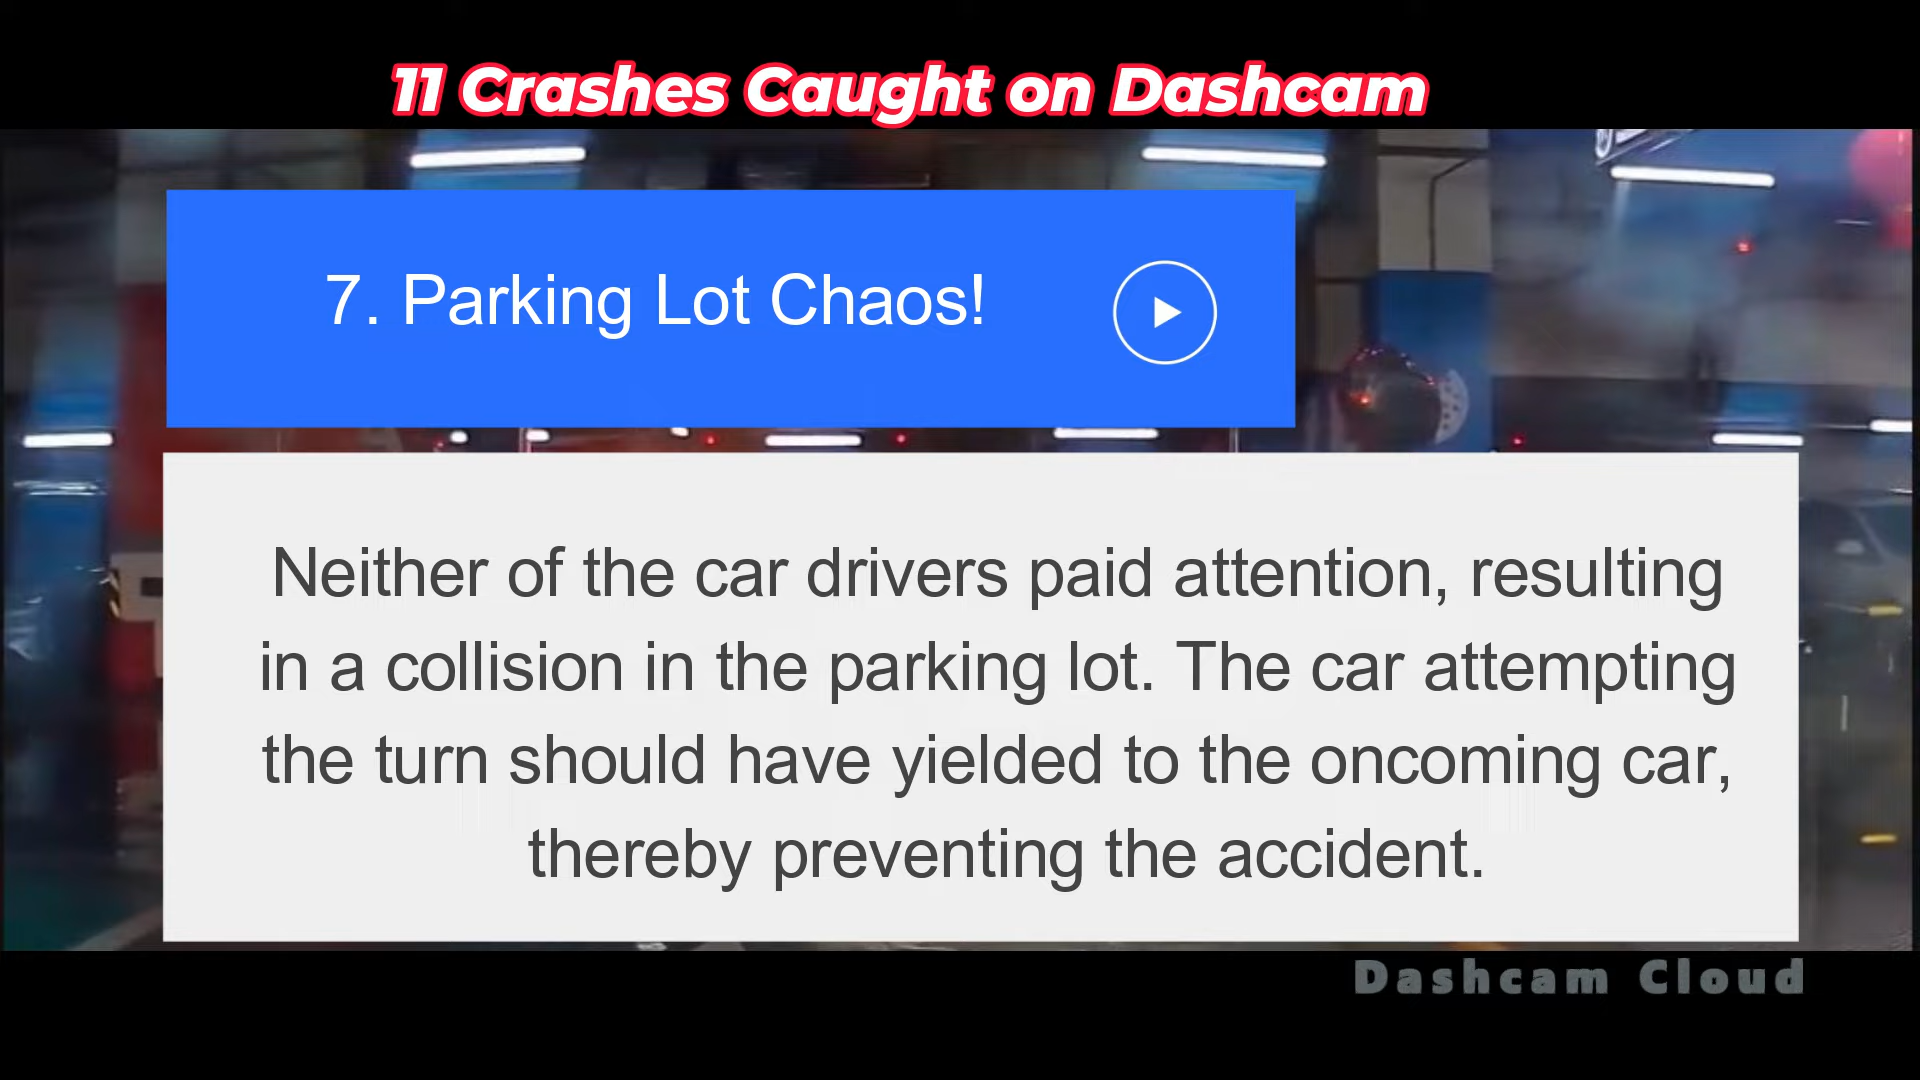 11 Crashes Caught on Dashcam
7. Parking Lot Chaos!
Neither of the car drivers paid attention, resulting
in a collision in the parking lot. The car attempting
the turn should have yielded to the oncoming car,
thereby preventing the accident.
Dashcam Cloud